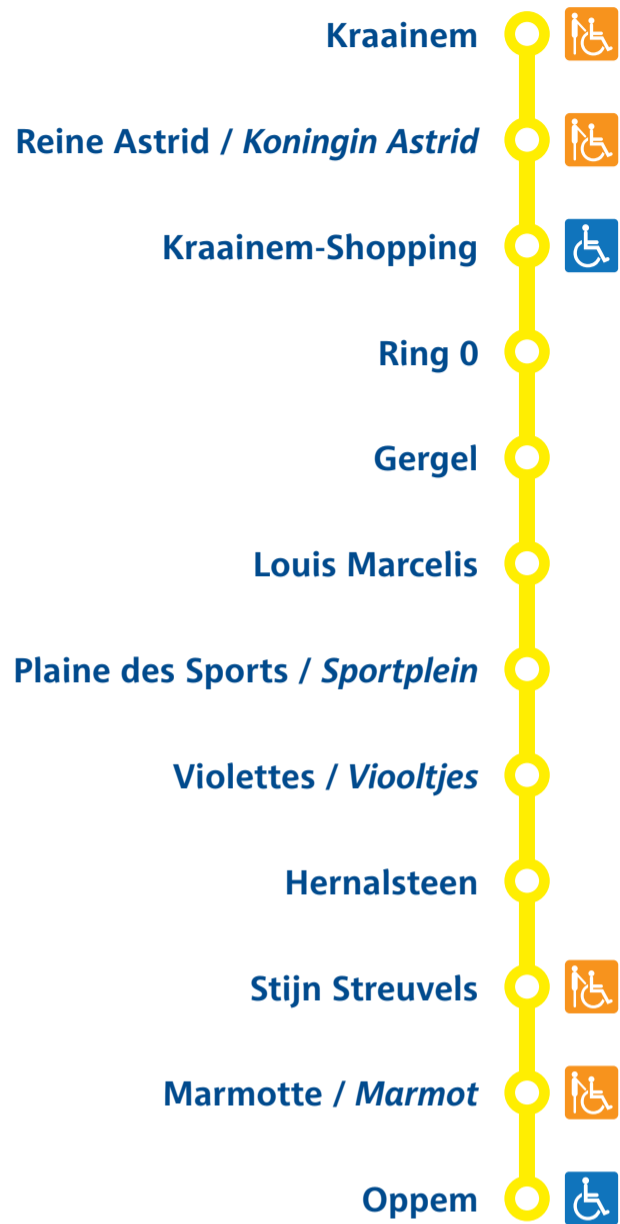 Kraainem
Reine Astrid / Koningin Astrid
Kraainem-Shopping
Ring 0
Gergel
Louis Marcelis
Plaine des Sports / Sportplein
Violettes / Viooltjes
Hernalsteen
Stijn Streuvels
Marmotte / Marmot
Oppem